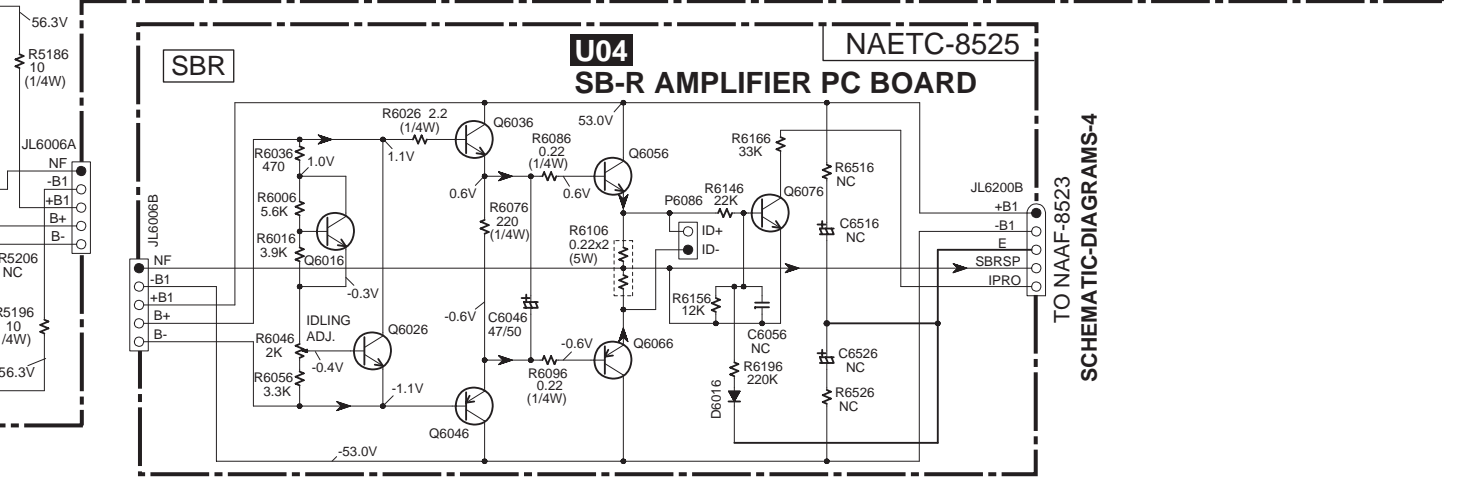 56.3V
R5186
10
(1/4W)
JL6006A
NF
-B1
+B1
B+
B-
R5206
NC
R5196
10
/4W)
56.3V
SBR
U04
SB-R AMPLIFIER PC BOARD
NAETC-8525
JL6006B
NF
-B1
+B1
B+
B-
R6036
470
1.0V
R6006
5.6K
R6016
3.9K
Q6016
-0.3V
IDLING
ADJ.
R6046
2K
-0.4V
R6056
3.3K
Q6026
-1.1V
1.1V
R6026 2.2
(1/4W)
Q6036
0.6V
R6076
220
(1/4W)
-0.6V
C6046
47/50
Q6046
-53.0V
53.0V
R6086
0.22
(1/4W)
0.6V
Q6056
R6106
0.22x2
(5W)
-0.6V
R6096
0.22
(1/4W)
Q6066
P6086
ID+
ID-
R6146
22K
R6166
33K
Q6076
R6156
12K
C6056
NC
R6196
220K
D6016
R6516
NC
C6516
NC
C6526
NC
R6526
NC
JL6200B
+B1
-B1
E
SBRSP
IPRO
TO NAAF-8523
SCHEMATIC-DIAGRAMS-4